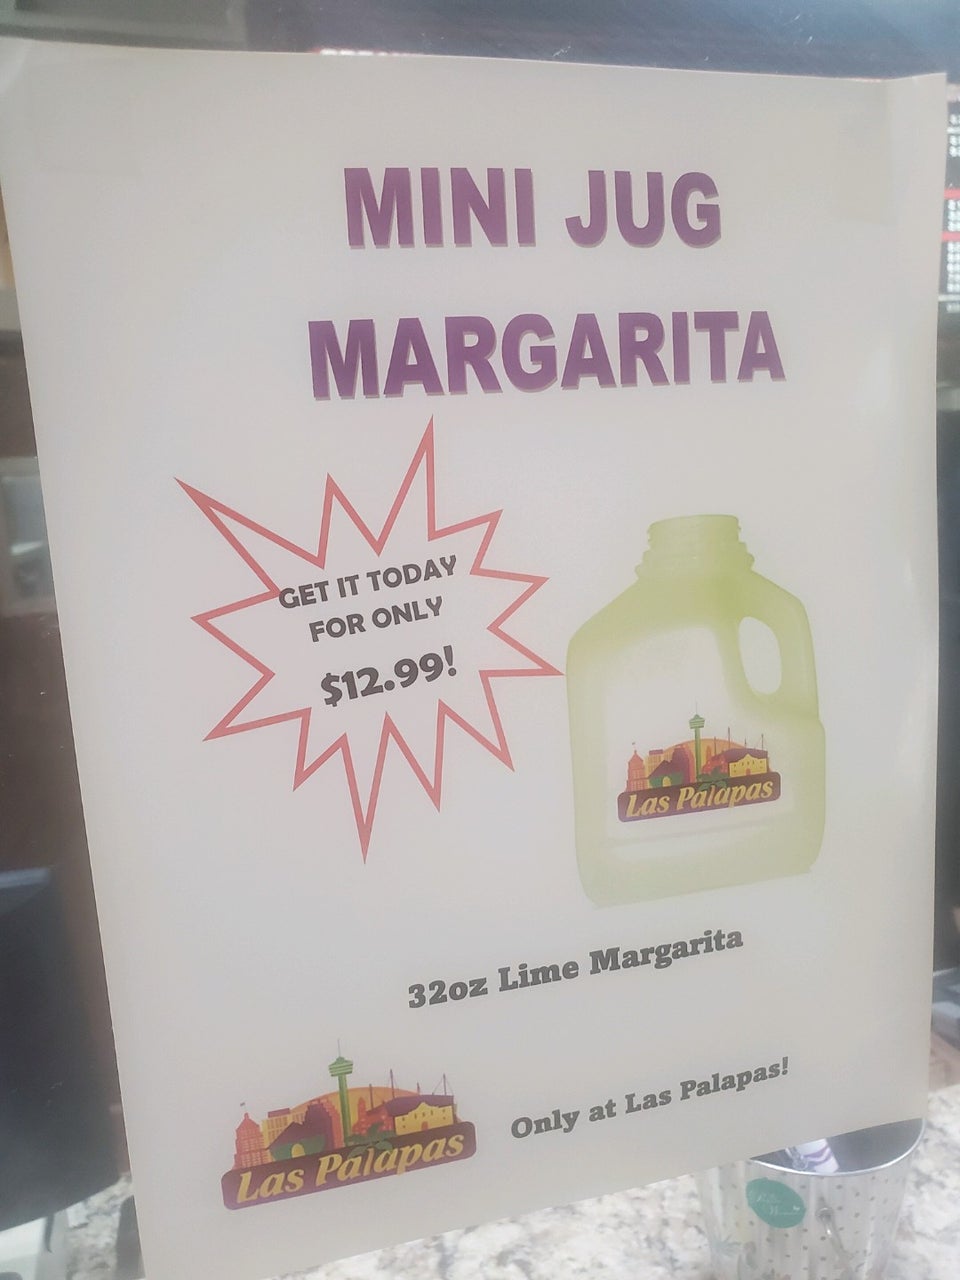 MINI JUG
MARGARITA
GET IT TODAY
FOR ONLY
$12.99!
Las Palapas
32oz Lime Margarita
Las Palapas
Only at Las Palapas!